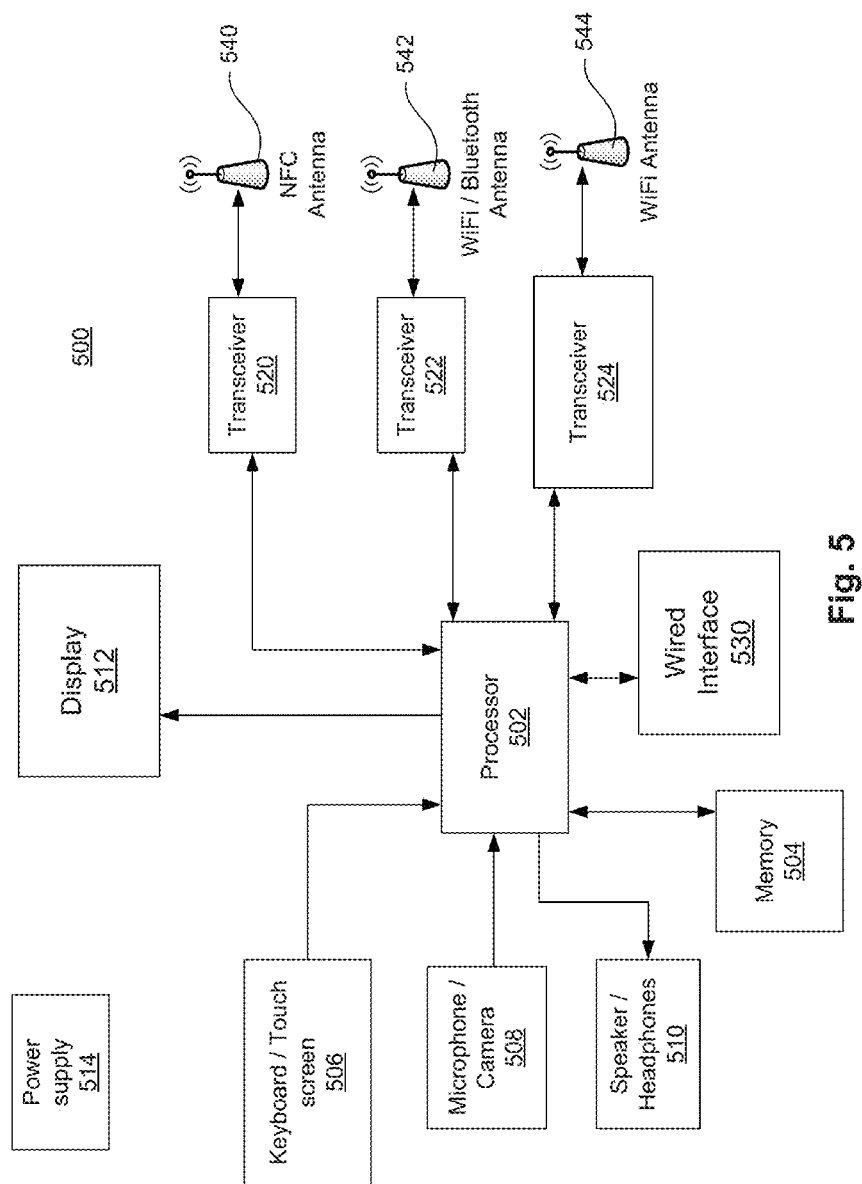 500
Power
supply
514
Display
512
Keyboard / Touch
screen
506
Microphone /
Camera
508
Speaker /
Headphones
510
Processor
502
Memory
504
Wired
Interface
530
Transceiver
520
Transceiver
522
Transceiver
524
540
NFC
Antenna
542
WiFi / Bluetooth
Antenna
544
WiFi Antenna
Fig. 5